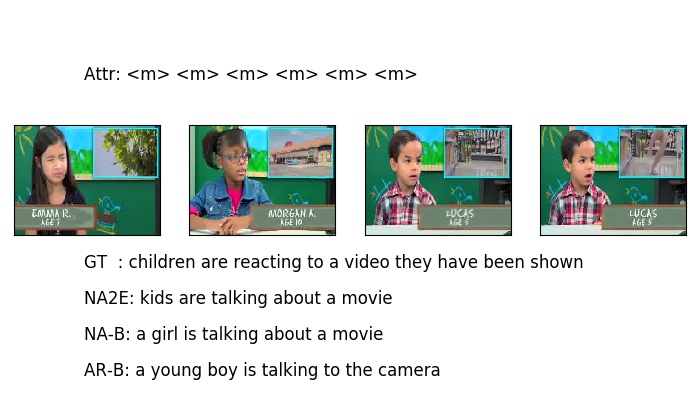 Attr: <m> <m> <m> <m> <m> <m>
EMMA R.
AGE 7
MORGAN A.
AGE 10
LUCAS
AGE 5
LUCAS
AGE 5
GT : children are reacting to a video they have been shown
NA2E: kids are talking about a movie
NA-B: a girl is talking about a movie
AR-B: a young boy is talking to the camera